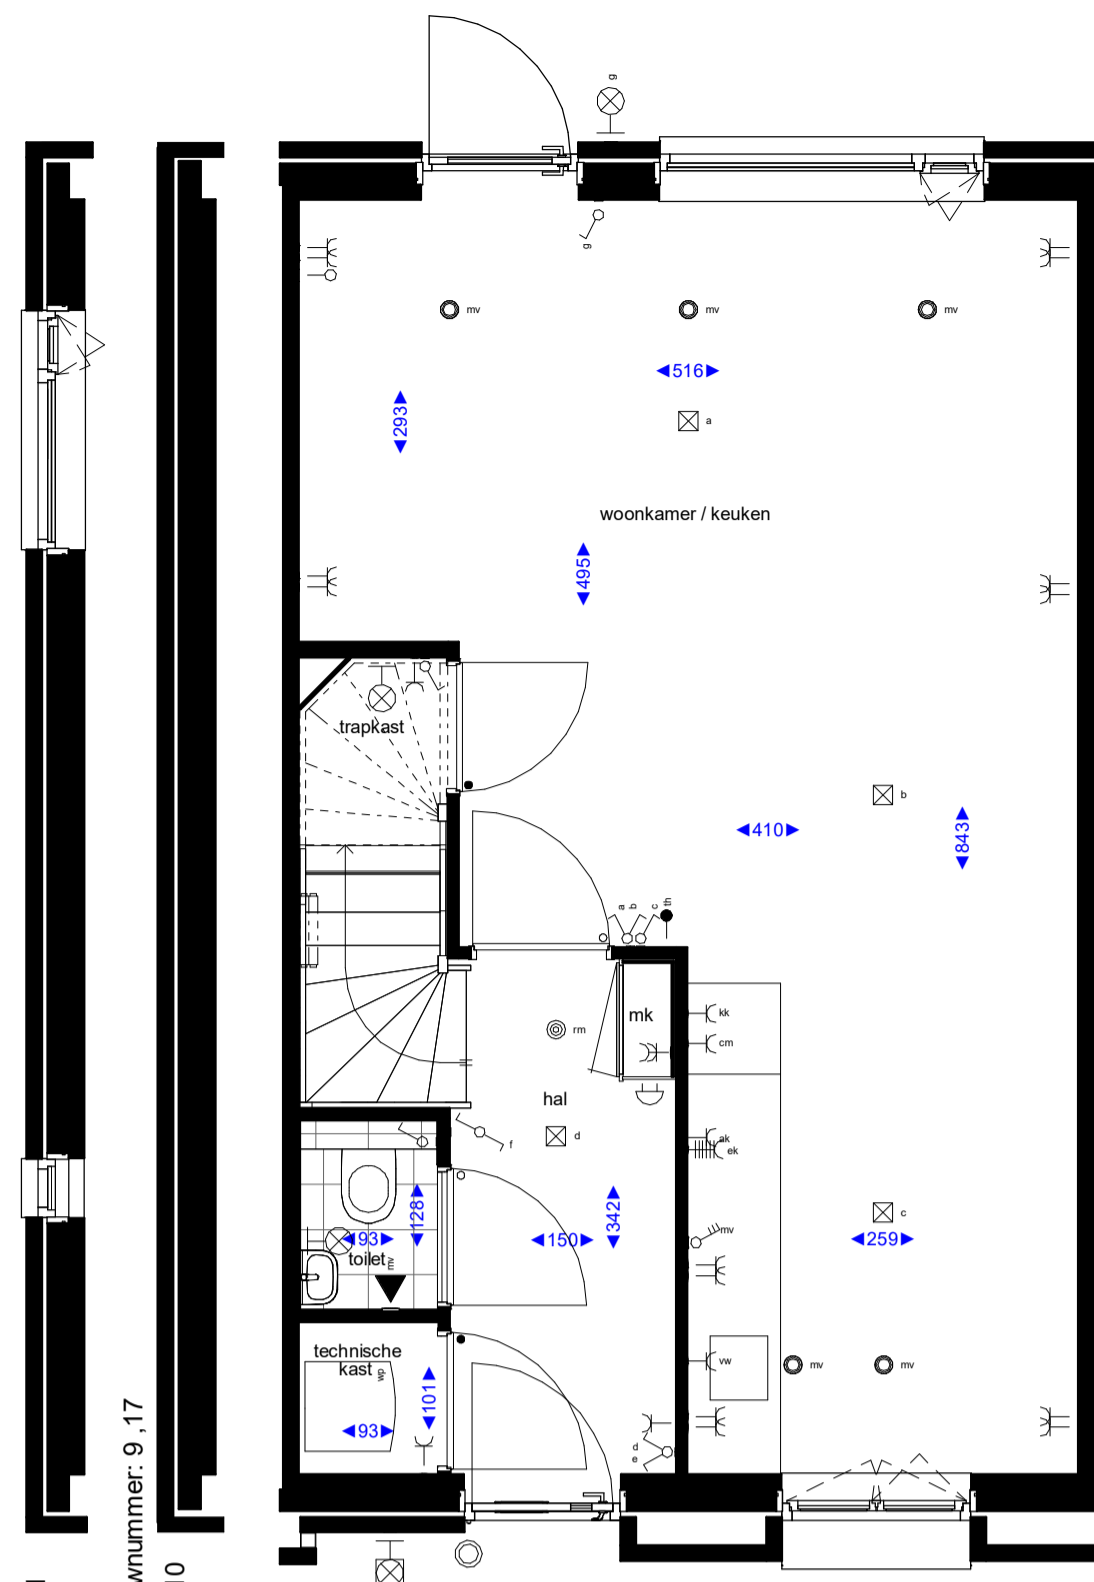 g
g
mv
mv
mv
516
293
a
woonkamer / keuken
495
trapkast
b
410
843
a
b
c
th
mk
kk
cm
rm
hal
d
f
ak
ek
128
93
toilet
mv
150
342
mv
c
259
technische
kast
wp
101
93
vw
mv
mv
d
e
wnummer: 9 ,17